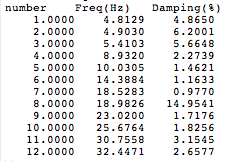 number Freq(Hz) Damping(%)
1.0000 4.8129 4.8650
2.0000 4.9030 6.2001
3.0000 5.4103 5.6648
4.0000 8.9320 2.2739
5.0000 10.0305 1.4621
6.0000 14.3884 1.1633
7.0000 18.5283 0.9770
8.0000 18.9826 14.9541
9.0000 23.0200 1.7176
10.0000 25.6764 1.8256
11.0000 30.7558 3.1545
12.0000 32.4471 2.6577